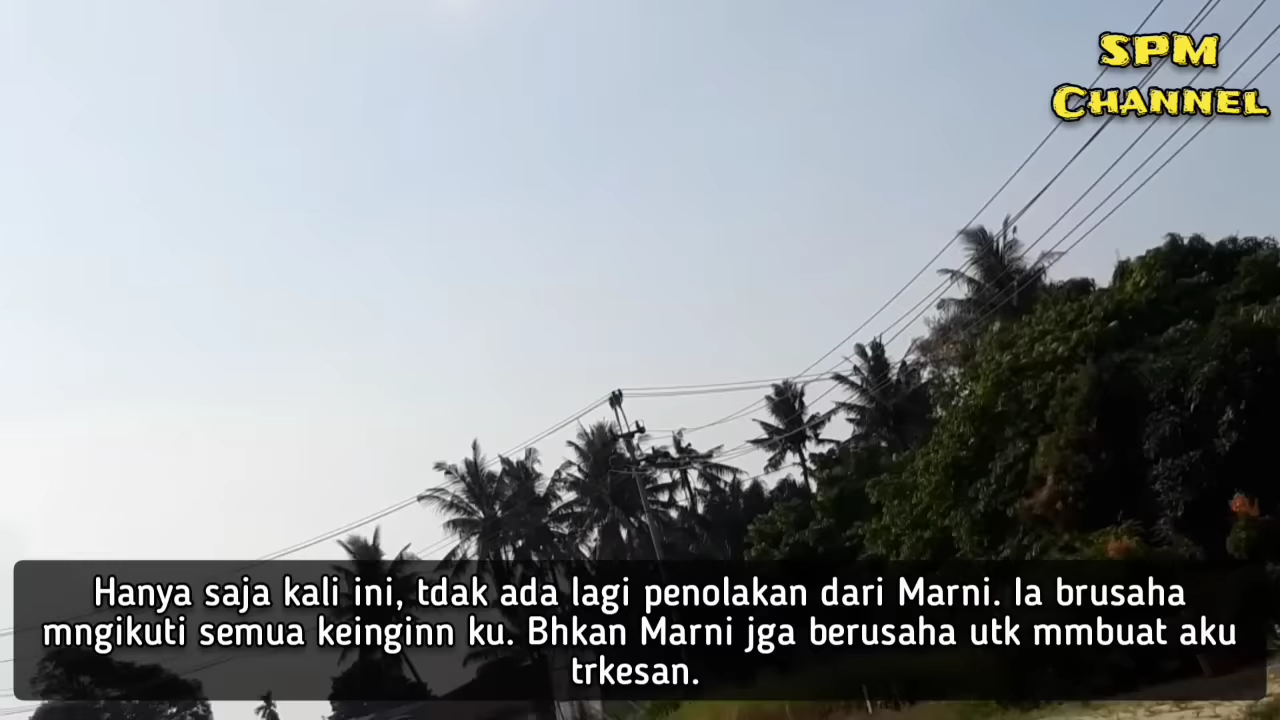 SPM
CHANNEL
Hanya saja kali ini, tdak ada lagi penolakan dari Marni. Ia brusaha
mngikuti semua keinginn ku. Bhkan Marni jga berusaha utk mmbuat aku
trkesan.